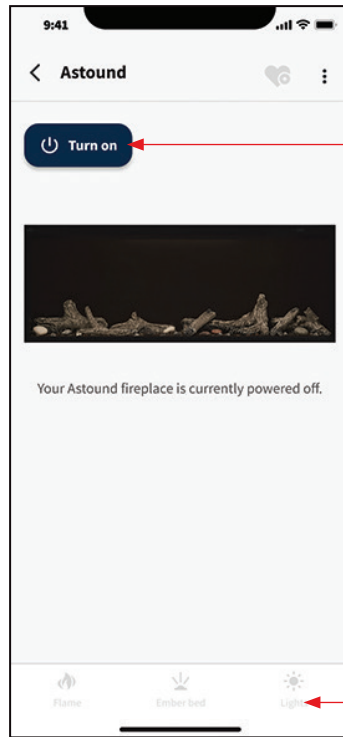 9:41
Astound
Turn on
Your Astound fireplace is currently powered off.
Flame
Ember bed